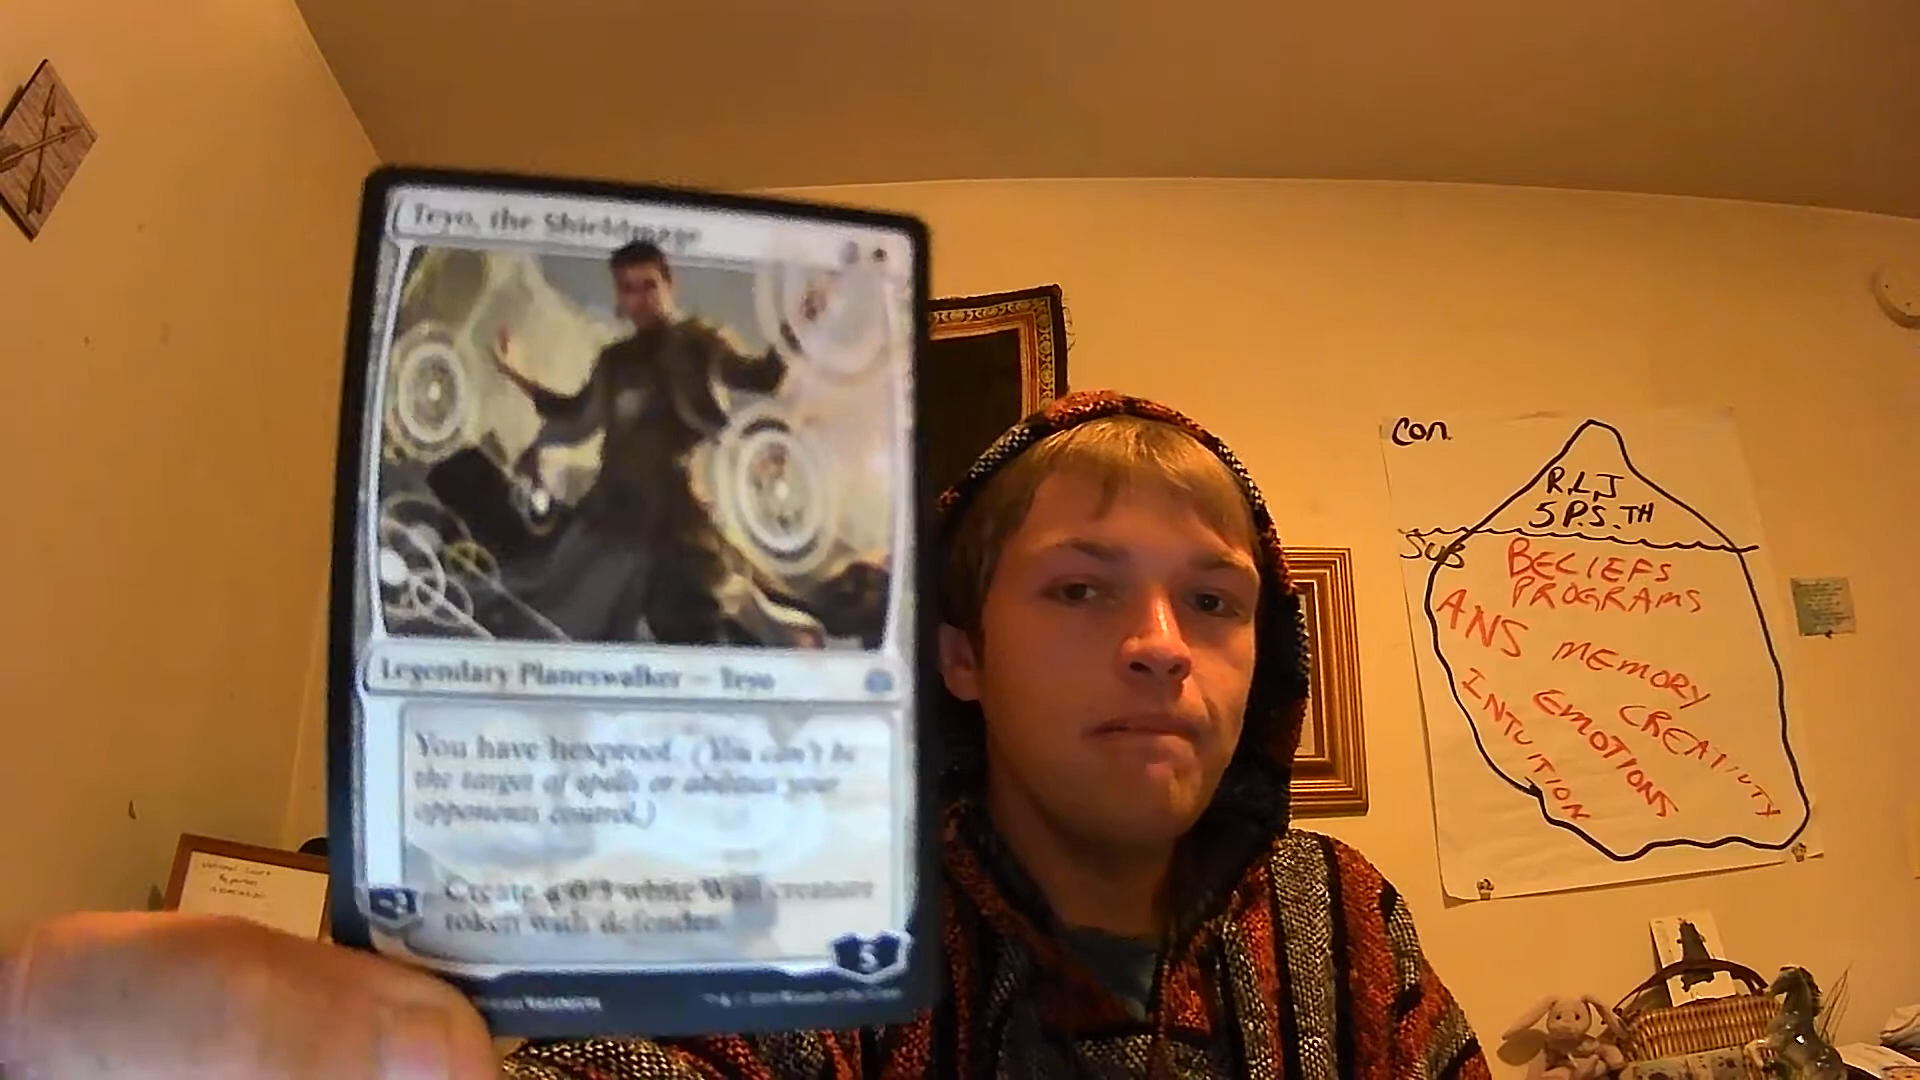 Teyo, the Shieldmage
2
Legendary Planeswalker — Teyo
You have hexproof. (You can't be
the target of spells or abilities your
opponents control.)
-2
Create a 0/3 white Wall creature
token with defender.
5
Con.
R.L.J
5 P.S. TH
SUB
BELIEFS
PROGRAMS
ANS MEMORY
INTUITION
EMOTIONS
CREATIVITY